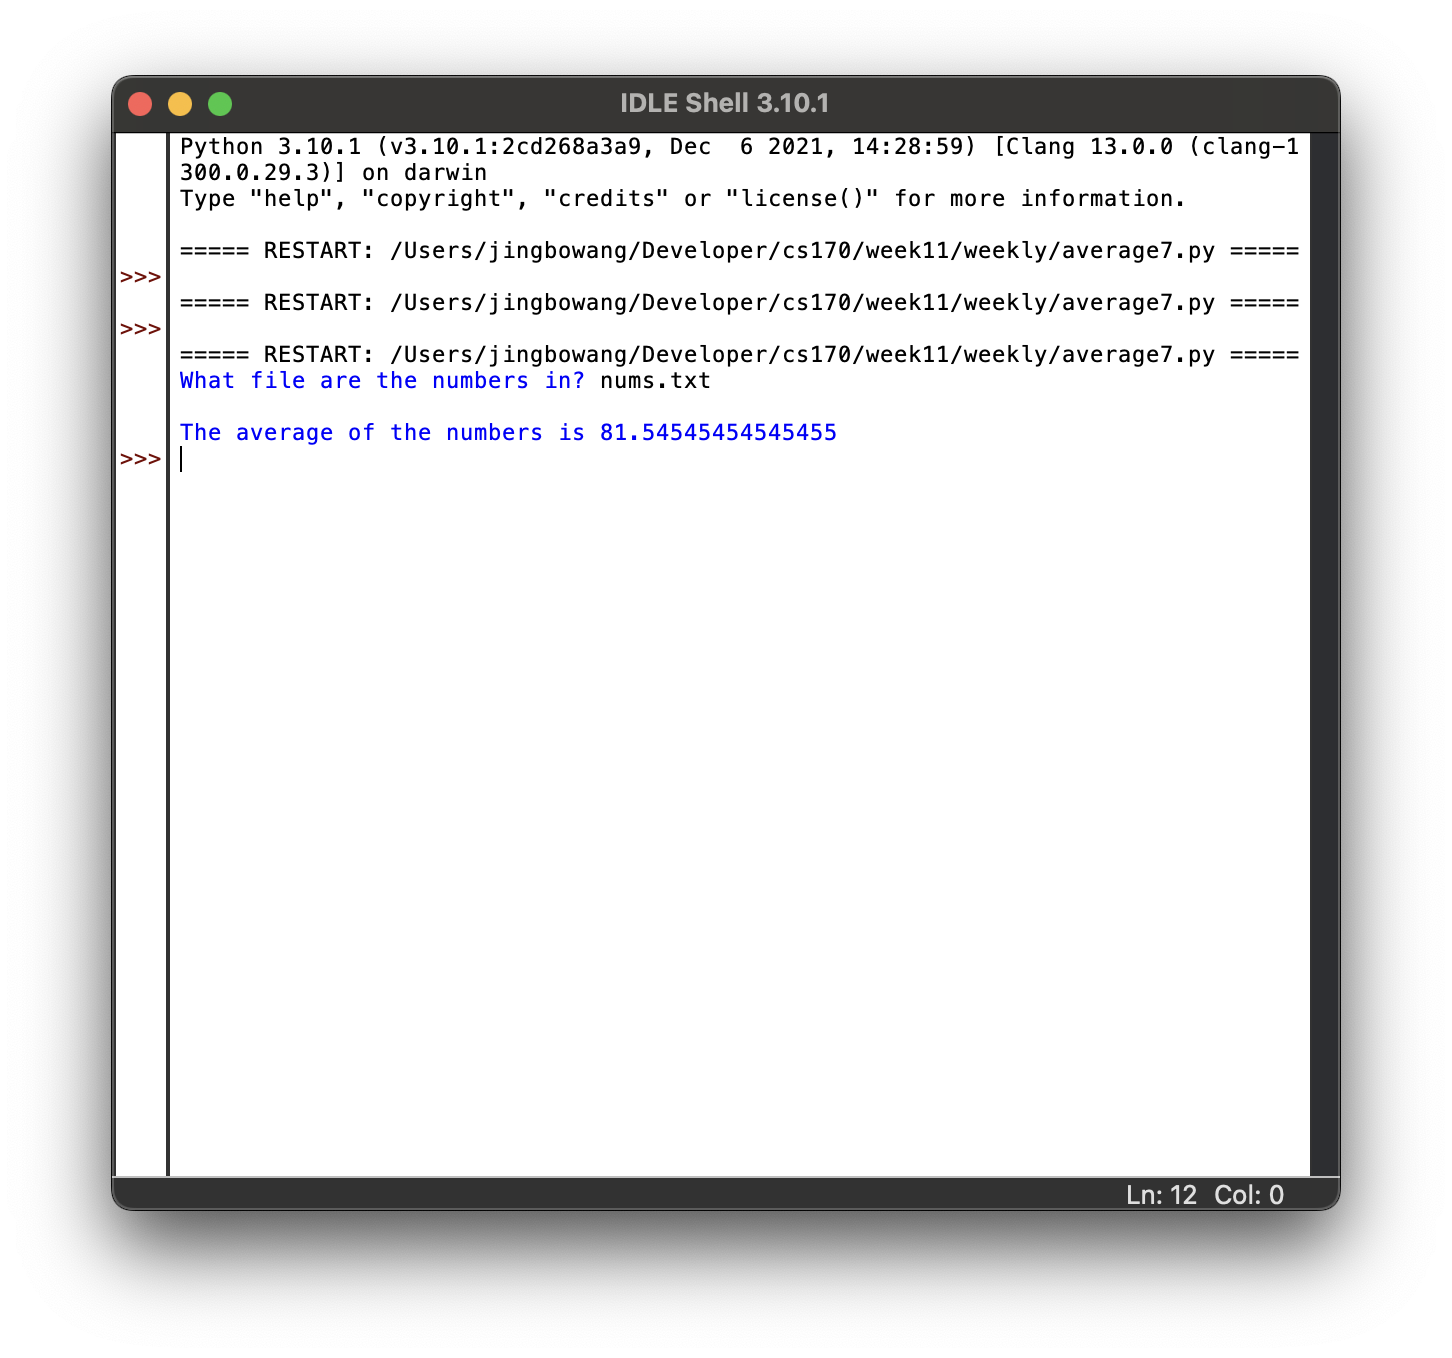 IDLE Shell 3.10.1
Python 3.10.1 (v3.10.1:2cd268a3a9, Dec  6 2021, 14:28:59) [Clang 13.0.0 (clang-1
300.0.29.3)] on darwin
Type "help", "copyright", "credits" or "license()" for more information.
===== RESTART: /Users/jingbowang/Developer/cs170/week11/weekly/average7.py =====
>>>
===== RESTART: /Users/jingbowang/Developer/cs170/week11/weekly/average7.py =====
>>>
===== RESTART: /Users/jingbowang/Developer/cs170/week11/weekly/average7.py =====
What file are the numbers in? nums.txt
The average of the numbers is 81.54545454545455
>>>
Ln: 12 Col: 0